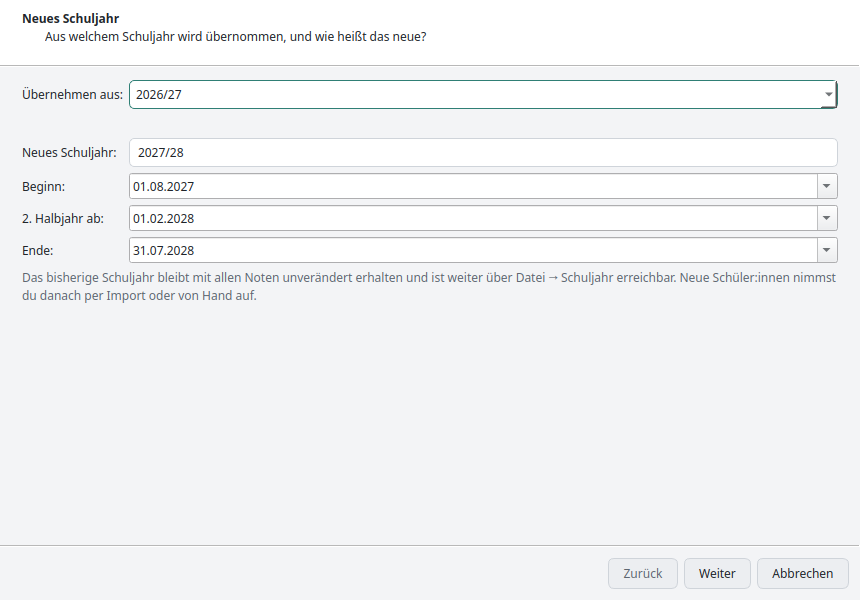 Neues Schuljahr
Aus welchem Schuljahr wird übernommen, und wie heißt das neue?
Übernehmen aus: 2026/27
Neues Schuljahr: 2027/28
Beginn: 01.08.2027
2. Halbjahr ab: 01.02.2028
Ende: 31.07.2028
Das bisherige Schuljahr bleibt mit allen Noten unverändert erhalten und ist weiter über Datei → Schuljahr erreichbar. Neue Schüler:innen nimmst
du danach per Import oder von Hand auf.
Zurück Weiter Abbrechen